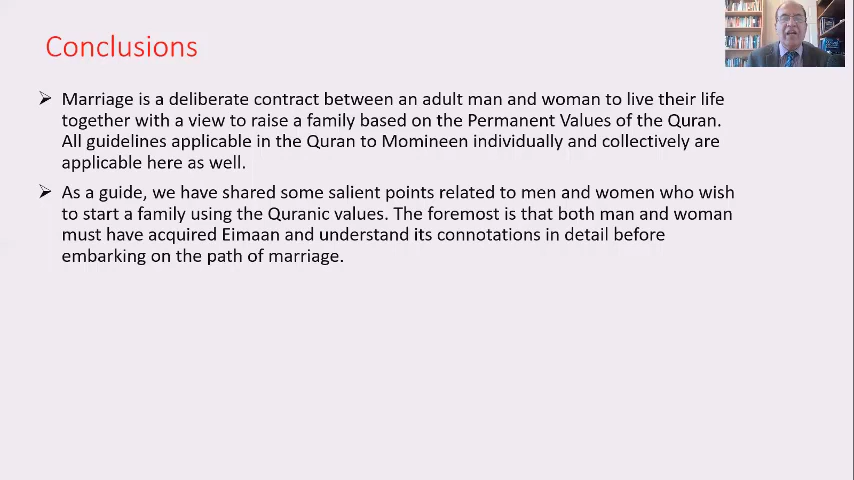 Conclusions
Marriage is a deliberate contract between an adult man and woman to live their life
together with a view to raise a family based on the Permanent Values of the Quran.
All guidelines applicable in the Quran to Momineen individually and collectively are
applicable here as well.
As a guide, we have shared some salient points related to men and women who wish
to start a family using the Quranic values. The foremost is that both man and woman
must have acquired Eimaan and understand its connotations in detail before
embarking on the path of marriage.